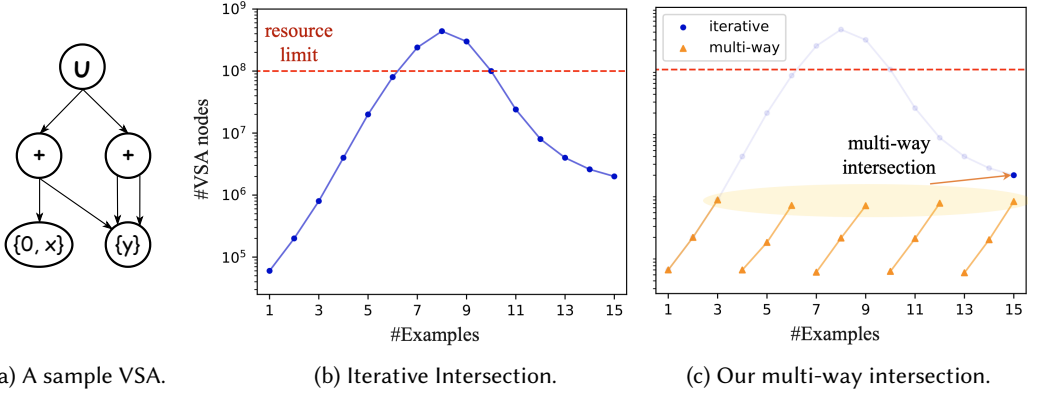 ∪
+ +
{0, x} {y}
a) A sample VSA.
10⁹
10⁸
10⁷
10⁶
10⁵
#VSA nodes
resource
limit
1 3 5 7 9 11 13 15
#Examples
(b) Iterative Intersection.
iterative
multi-way
multi-way
intersection
1 3 5 7 9 11 13 15
#Examples
(c) Our multi-way intersection.